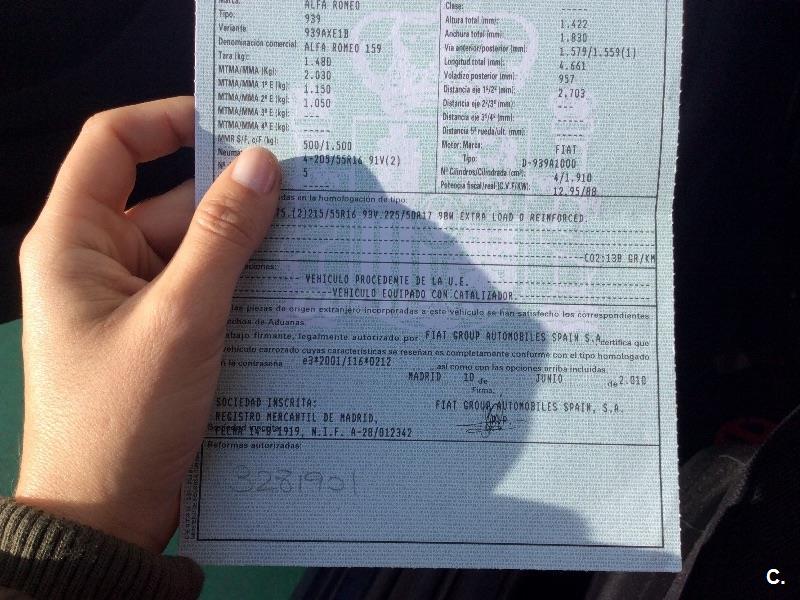 Marca: ALFA ROMEO
Tipo: 939
Variante: 939AXE1B
Denominación comercial: ALFA ROMEO 159
Tara (kg): 1.480
MTMA/MMA (Kg): 2.030
MTMA/MMA 1º E (kg): 1.150
MTMA/MMA 2º E (kg): 1.050
MTMA/MMA 3º E (kg): -----
MTMA/MMA 4º E (kg): -----
MMR S/F, c/F (kg): 500/1.500
4-205/55R16 91V(2)
5
-----
Clase: -----
Altura total (mm): 1.422
Anchura total (mm): 1.830
Vía anterior/posterior (mm): 1.579/1.559(1)
Longitud total (mm): 4.661
Voladizo posterior (mm): 957
Distancia eje 1º/2º (mm): 2.703
Distancia eje 2º/3º (mm): ---
Distancia eje 3º/4º (mm): ---
Distancia 5ª rueda/últ. (mm): ---
Motor: Marca: FIAT
Tipo: D-939A1000
Nº Cilindros/Cilindrada (cm³): 4/1.910
Potencia fiscal/real (C.V.F/KW): 12,95/88
en la homologación de tipo:
(2)215/55R16 93V.225/50R17 98W EXTRA LOAD O REINFORCED.
CO2:138 GR/KM
VEHICULO PROCEDENTE DE LA U.E.
VEHICULO EQUIPADO CON CATALIZADOR.
las piezas de origen extranjero incorporadas a este vehículo se han satisfecho los correspondientes
de Aduanas.
abajo firmante, legalmente autorizado por FIAT GROUP AUTOMOBILES SPAIN S.A. certifica que
vehículo carrozado cuyas características se reseñan es completamente conforme con el tipo homologado
la contraseña e3*2001/116*0212 así como con las opciones arriba incluidas.
MADRID 10 de JUNIO de 2.010
Firma,
SOCIEDAD INSCRITA: FIAT GROUP AUTOMOBILES SPAIN, S.A.
REGISTRO MERCANTIL DE MADRID,
FECHA 14-8-1919, N.I.F. A-28/012342
Reformas autorizadas:
3281901
C.